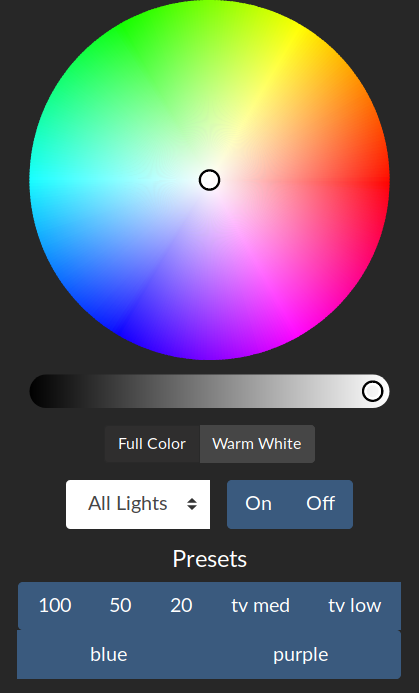 Full Color Warm White
All Lights On Off
Presets
100 50 20 tv med tv low
blue purple